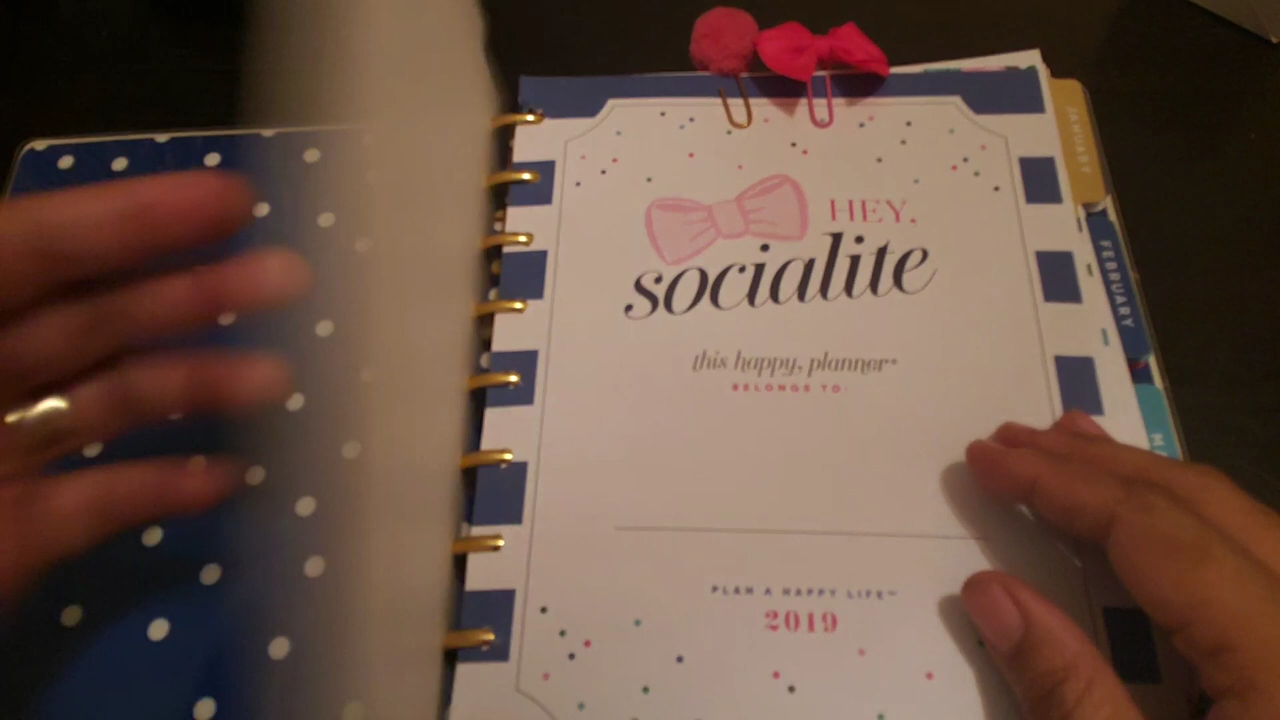 HEY,
socialite
this happy, planner
BELONGS TO:
PLAN A HAPPY LIFE™
2019
JANUARY
FEBRUARY